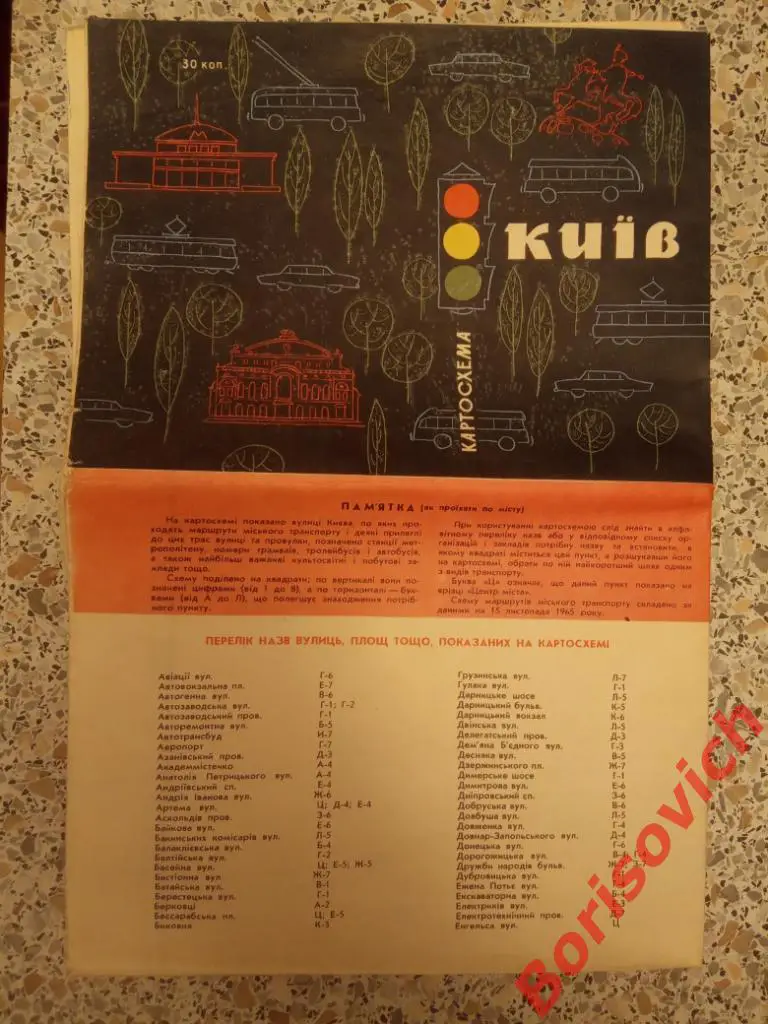 30 коп.
М
Київ
КАРТОСХЕМА
ПАМ'ЯТКА (як проїхати по місту)
На картосхемі показано вулиці Києва, по яких про-
ходять маршрути міського транспорту і деякі прилеглі
до цих трас вулиці та провулки, позначено станції мет-
рополітену, номери трамваїв, тролейбусів і автобусів,
а також найбільш важливі культосвітні і побутові за-
клади тощо.
Схему поділено на квадрати; по вертикалі вони по-
значені цифрами (від 1 до 8), а по горизонталі — бук-
вами (від А до Л), що полегшує знаходження потріб-
ного пункту.
При користуванні картосхемою слід знайти в алфа-
вітному переліку назв або у відповідному списку ор-
ганізацій і закладів потрібну назву та встановити, в
якому квадраті міститься цей пункт, а розшукавши його
на картосхемі, обрати по ній найкоротший шлях одним
з видів транспорту.
Буква «Ц» означає, що даний пункт показано на
врізці «Центр міста».
Схему маршрутів міського транспорту складено за
даними на 15 листопада 1965 року.
ПЕРЕЛІК НАЗВ ВУЛИЦЬ, ПЛОЩ ТОЩО, ПОКАЗАНИХ НА КАРТОСХЕМІ
Авіації вул. Г-6
Автовокзальна пл. Е-7
Автогенна вул. В-6
Автозаводська вул. Г-1; Г-2
Автозаводський пров. Г-1
Авторемонтна вул. Б-5
Автотрансбуд И-7
Аеропорт Г-7
Азанівський пров. Д-3
Академмістечко А-4
Анатолія Петрицького вул. А-4
Андріївський сп. Е-4
Андрія Іванова вул. Ж-6
Артема вул. Ц; Д-4; Е-4
Аскольдів пров. З-6
Байкова вул. Е-6
Бакинських комісарів вул. Л-5
Балаклієвська вул. Б-4
Балтійська вул. Г-2
Басейна вул. Ц; Е-5; Ж-5
Бастіонна вул. Ж-7
Батайська вул. В-1
Берестецька вул. Г-1
Берковці А-2
Бессарабська пл. Ц; Е-5
Биковня К-3
Грузинська вул. Л-7
Гулака вул. Г-1
Дарницьке шосе Л-5
Дарницький бульв. К-5
Дарницький вокзал К-6
Двінська вул. Л-5
Делегатський пров. Д-3
Дем'яна Бєдного вул. Г-3
Деснянка вул. В-5
Дзержинського пл. Ж-7
Димерське шосе Г-1
Димитрова вул. Е-6
Дніпровський сп. З-6
Добруська вул. В-6
Довбуша вул. Л-5
Довженка вул. Г-4
Довнар-Запольського вул. Д-4
Донецька вул. Г-6
Дорогожицька вул.
Дружби народів бульв. Ж-7;
Дубровицька вул. Г-1
Ежена Потьє вул. Б-4
Екскаваторна вул.
Електриків вул. Е-3
Електротехнічний пров.
Енгельса вул. Ц
Borisovich